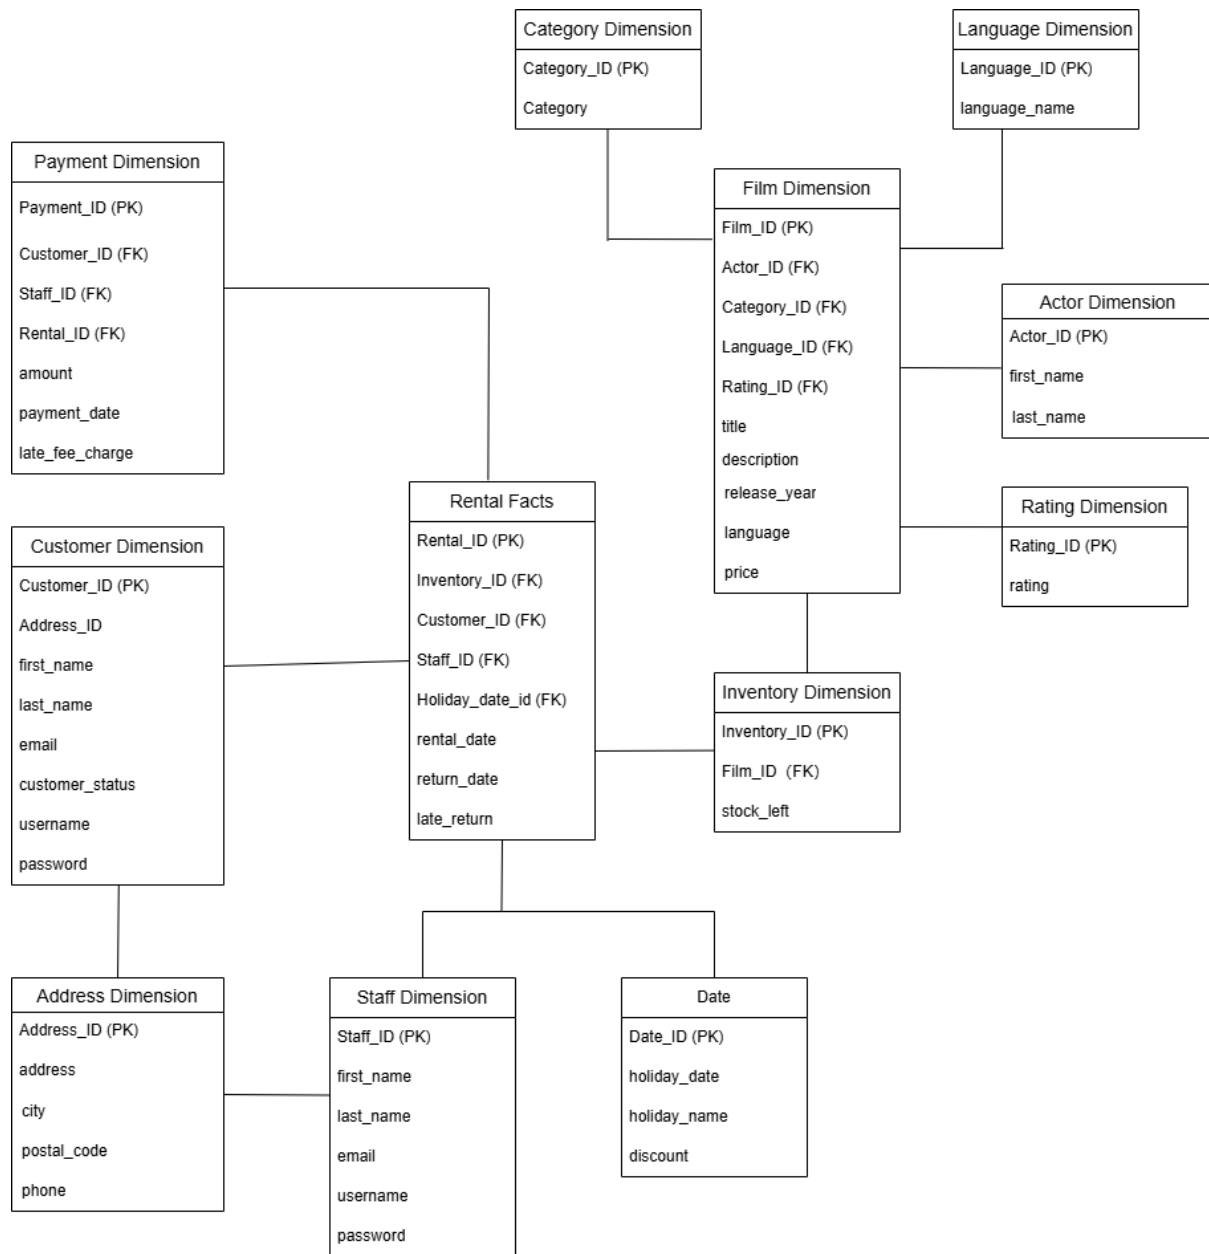 Category Dimension
Category_ID (PK)
Category
Language Dimension
Language_ID (PK)
language_name
Payment Dimension
Payment_ID (PK)
Customer_ID (FK)
Staff_ID (FK)
Rental_ID (FK)
amount
payment_date
late_fee_charge
Film Dimension
Film_ID (PK)
Actor_ID (FK)
Category_ID (FK)
Language_ID (FK)
Rating_ID (FK)
title
description
release_year
language
price
Actor Dimension
Actor_ID (PK)
first_name
last_name
Rating Dimension
Rating_ID (PK)
rating
Rental Facts
Rental_ID (PK)
Inventory_ID (FK)
Customer_ID (FK)
Staff_ID (FK)
Holiday_date_id (FK)
rental_date
return_date
late_return
Customer Dimension
Customer_ID (PK)
Address_ID
first_name
last_name
email
customer_status
username
password
Inventory Dimension
Inventory_ID (PK)
Film_ID (FK)
stock_left
Address Dimension
Address_ID (PK)
address
city
postal_code
phone
Staff Dimension
Staff_ID (PK)
first_name
last_name
email
username
password
Date
Date_ID (PK)
holiday_date
holiday_name
discount